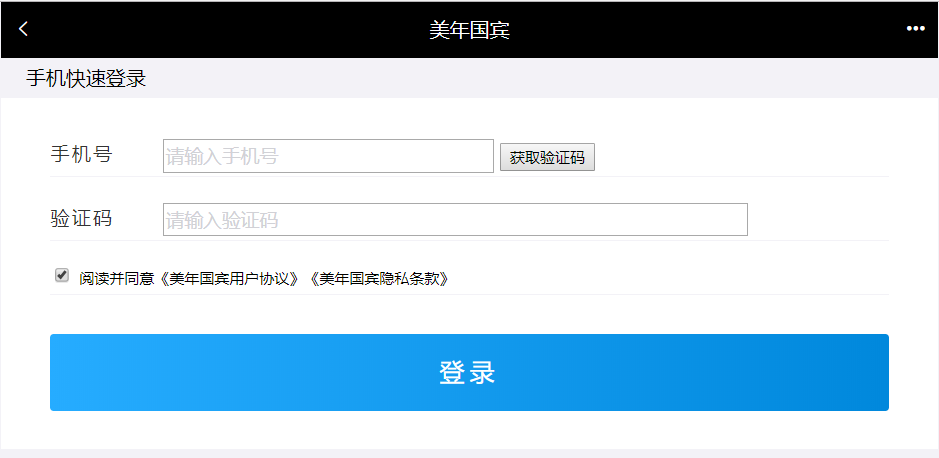 美年国宾
手机快速登录
手机号 请输入手机号 获取验证码
验证码 请输入验证码
阅读并同意《美年国宾用户协议》《美年国宾隐私条款》
登录